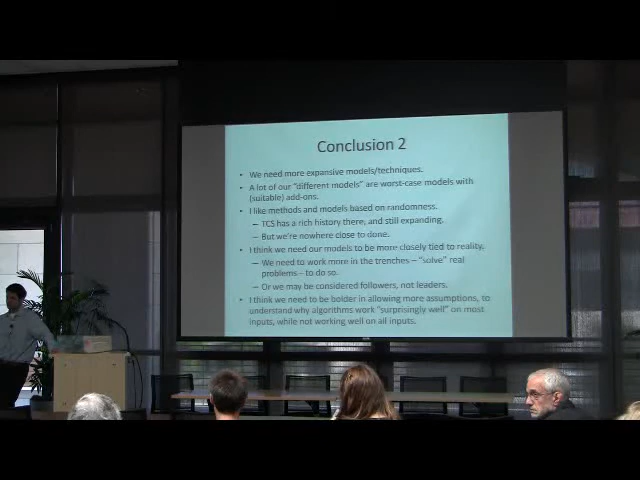 Conclusion 2
• We need more expansive models/techniques.
• A lot of our "different models" are worst-case models with
(suitable) add-ons.
• I like methods and models based on randomness.
– TCS has a rich history there, and still expanding.
– But we're nowhere close to done.
• I think we need our models to be more closely tied to reality.
– We need to work more in the trenches – "solve" real
problems – to do so.
– Or we may be considered followers, not leaders.
• I think we need to be bolder in allowing more assumptions, to
understand why algorithms work "surprisingly well" on most
inputs, while not working well on all inputs.